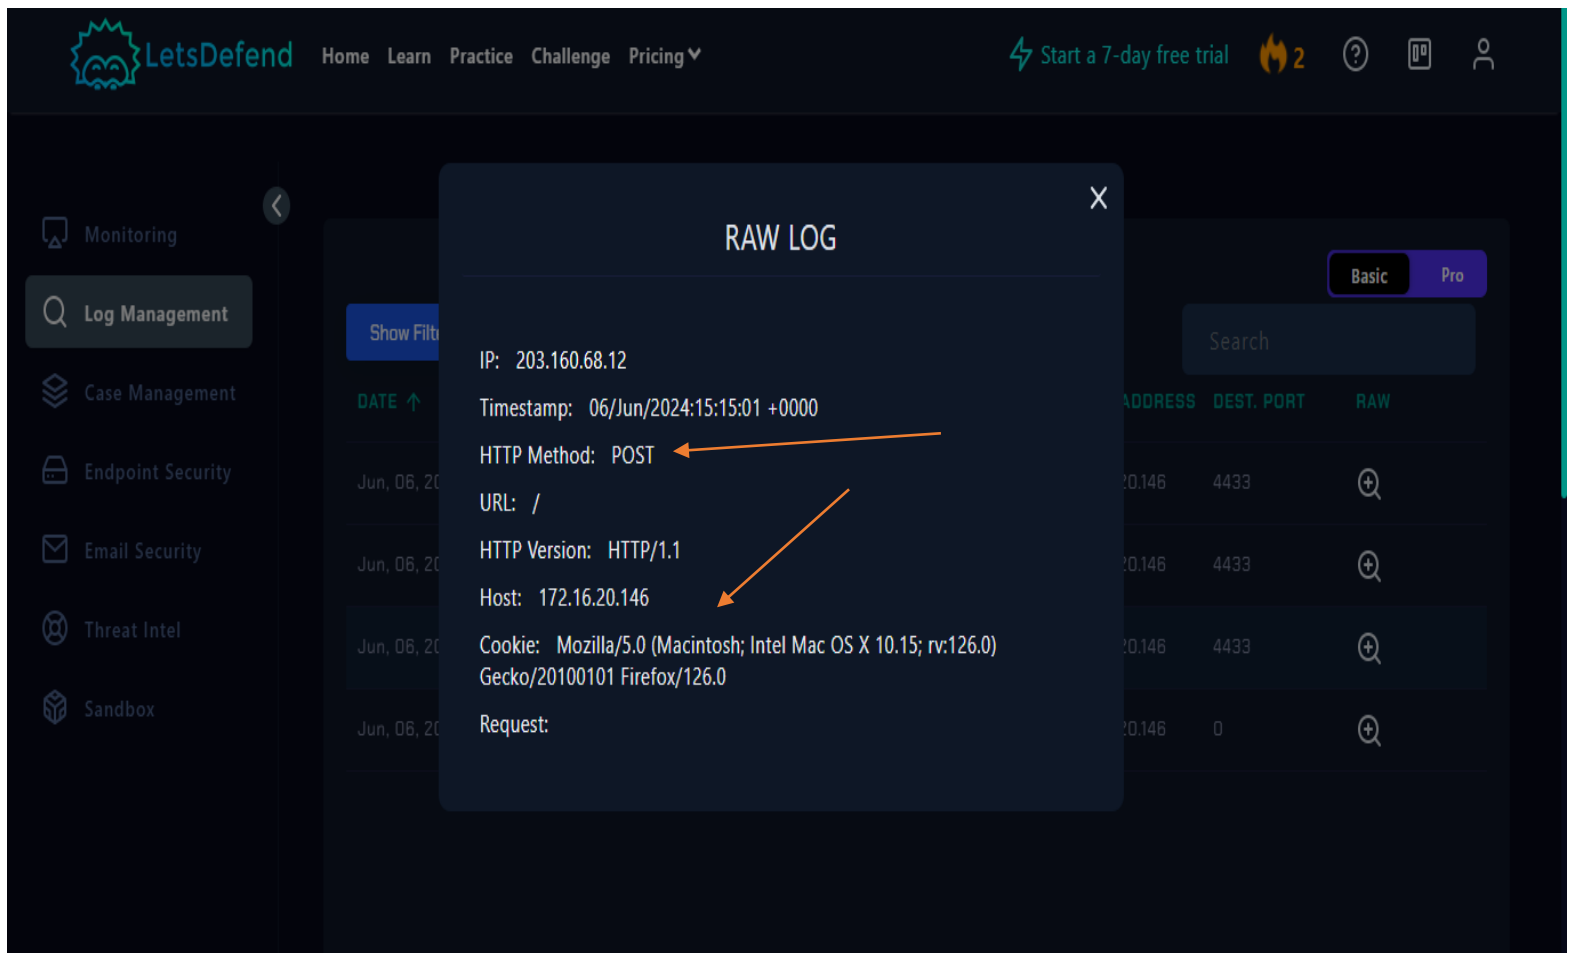 LetsDefend Home Learn Practice Challenge Pricing Start a 7-day free trial 2
Monitoring
Log Management
Case Management
Endpoint Security
Email Security
Threat Intel
Sandbox
Basic Pro
Show Filte
Search
DATE ADDRESS DEST. PORT RAW
Jun, 06, 20 20.146 4433
Jun, 06, 20 20.146 4433
Jun, 06, 20 20.146 4433
Jun, 06, 20 20.146 0
X
RAW LOG
IP: 203.160.68.12
Timestamp: 06/Jun/2024:15:15:01 +0000
HTTP Method: POST
URL: /
HTTP Version: HTTP/1.1
Host: 172.16.20.146
Cookie: Mozilla/5.0 (Macintosh; Intel Mac OS X 10.15; rv:126.0)
Gecko/20100101 Firefox/126.0
Request: